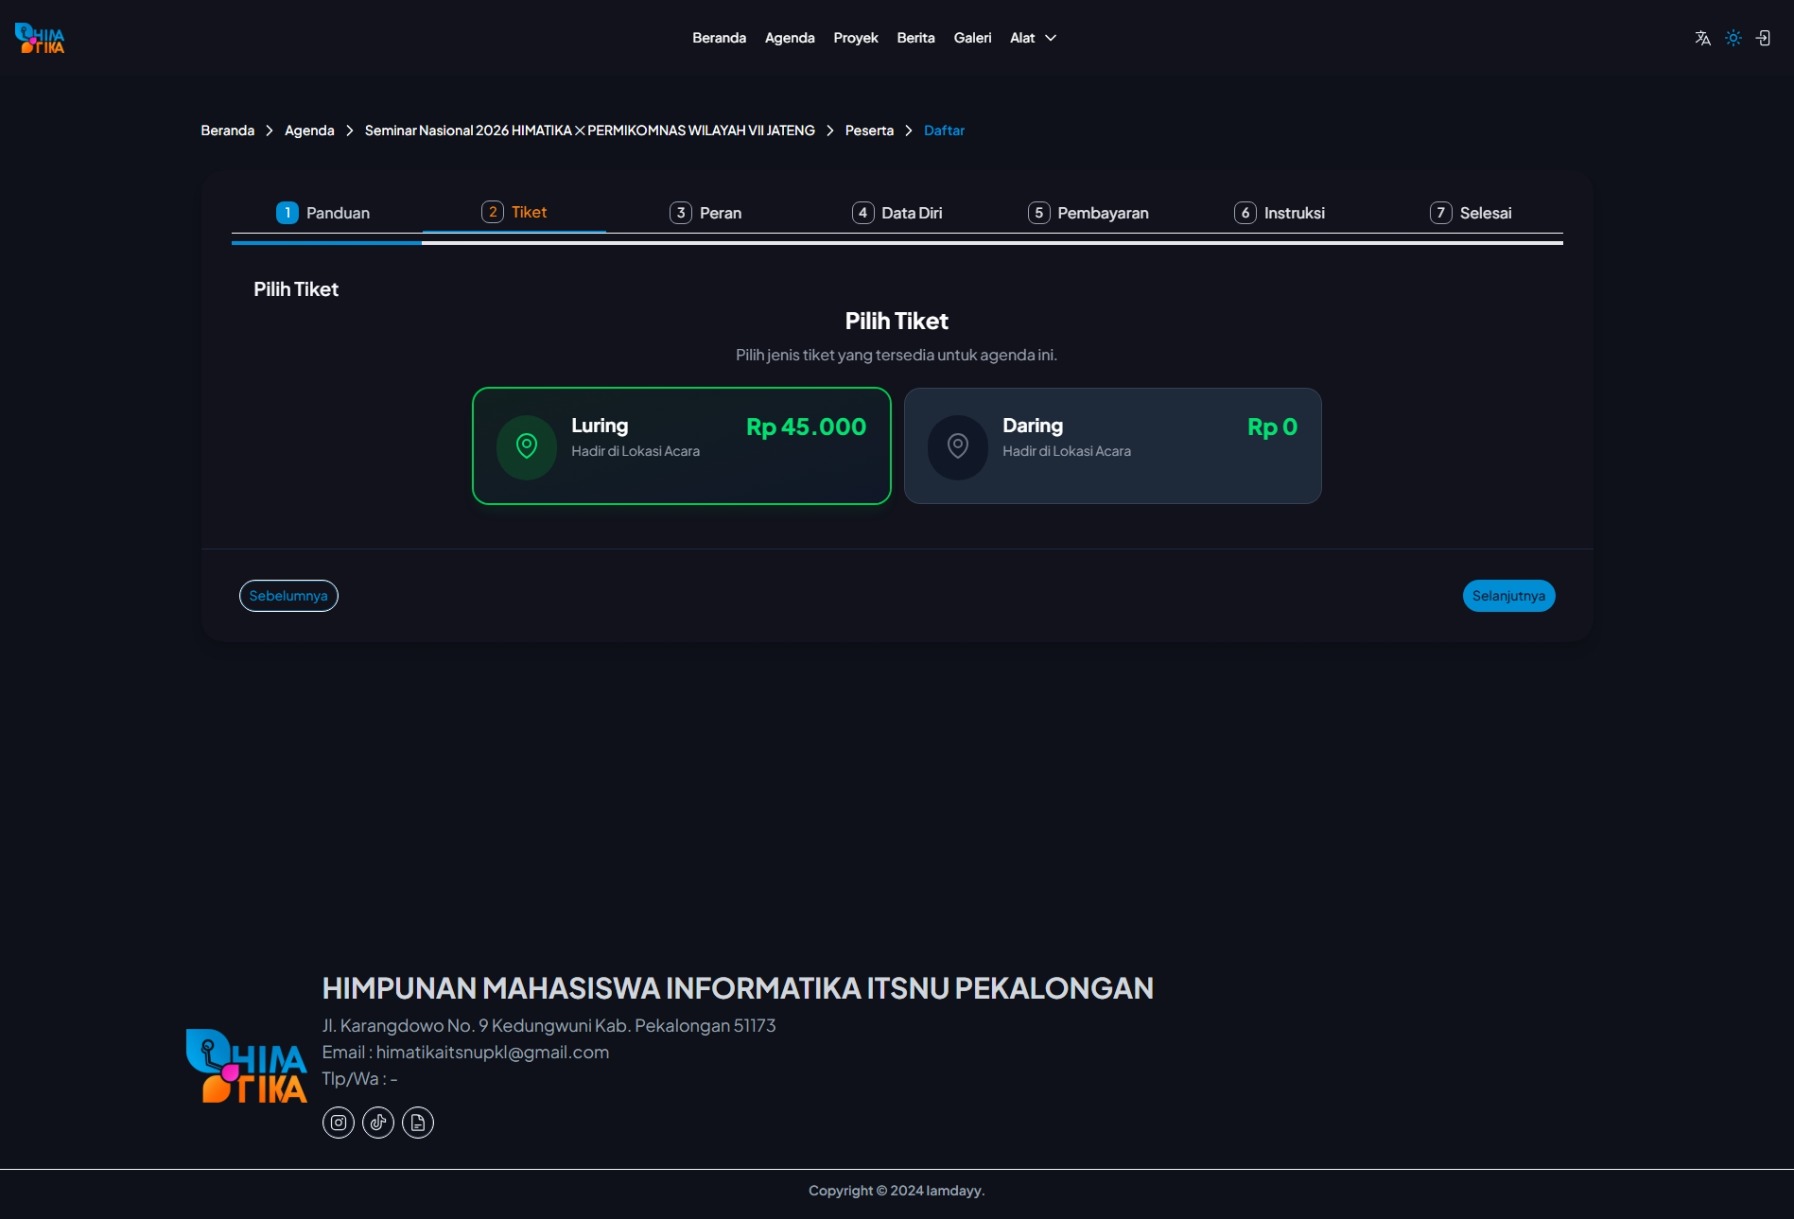 HIMA
TIKA
Beranda Agenda Proyek Berita Galeri Alat
Beranda > Agenda > Seminar Nasional 2026 HIMATIKA X PERMIKOMNAS WILAYAH VII JATENG > Peserta > Daftar
1 Panduan 2 Tiket 3 Peran 4 Data Diri 5 Pembayaran 6 Instruksi 7 Selesai
Pilih Tiket
Pilih Tiket
Pilih jenis tiket yang tersedia untuk agenda ini.
Luring Rp 45.000
Hadir di Lokasi Acara
Daring Rp 0
Hadir di Lokasi Acara
Sebelumnya Selanjutnya
HIMA
TIKA
HIMPUNAN MAHASISWA INFORMATIKA ITSNU PEKALONGAN
Jl. Karangdowo No. 9 Kedungwuni Kab. Pekalongan 51173
Email : himatikaitsnupkl@gmail.com
Tlp/Wa : -
Copyright © 2024 Iamdayy.